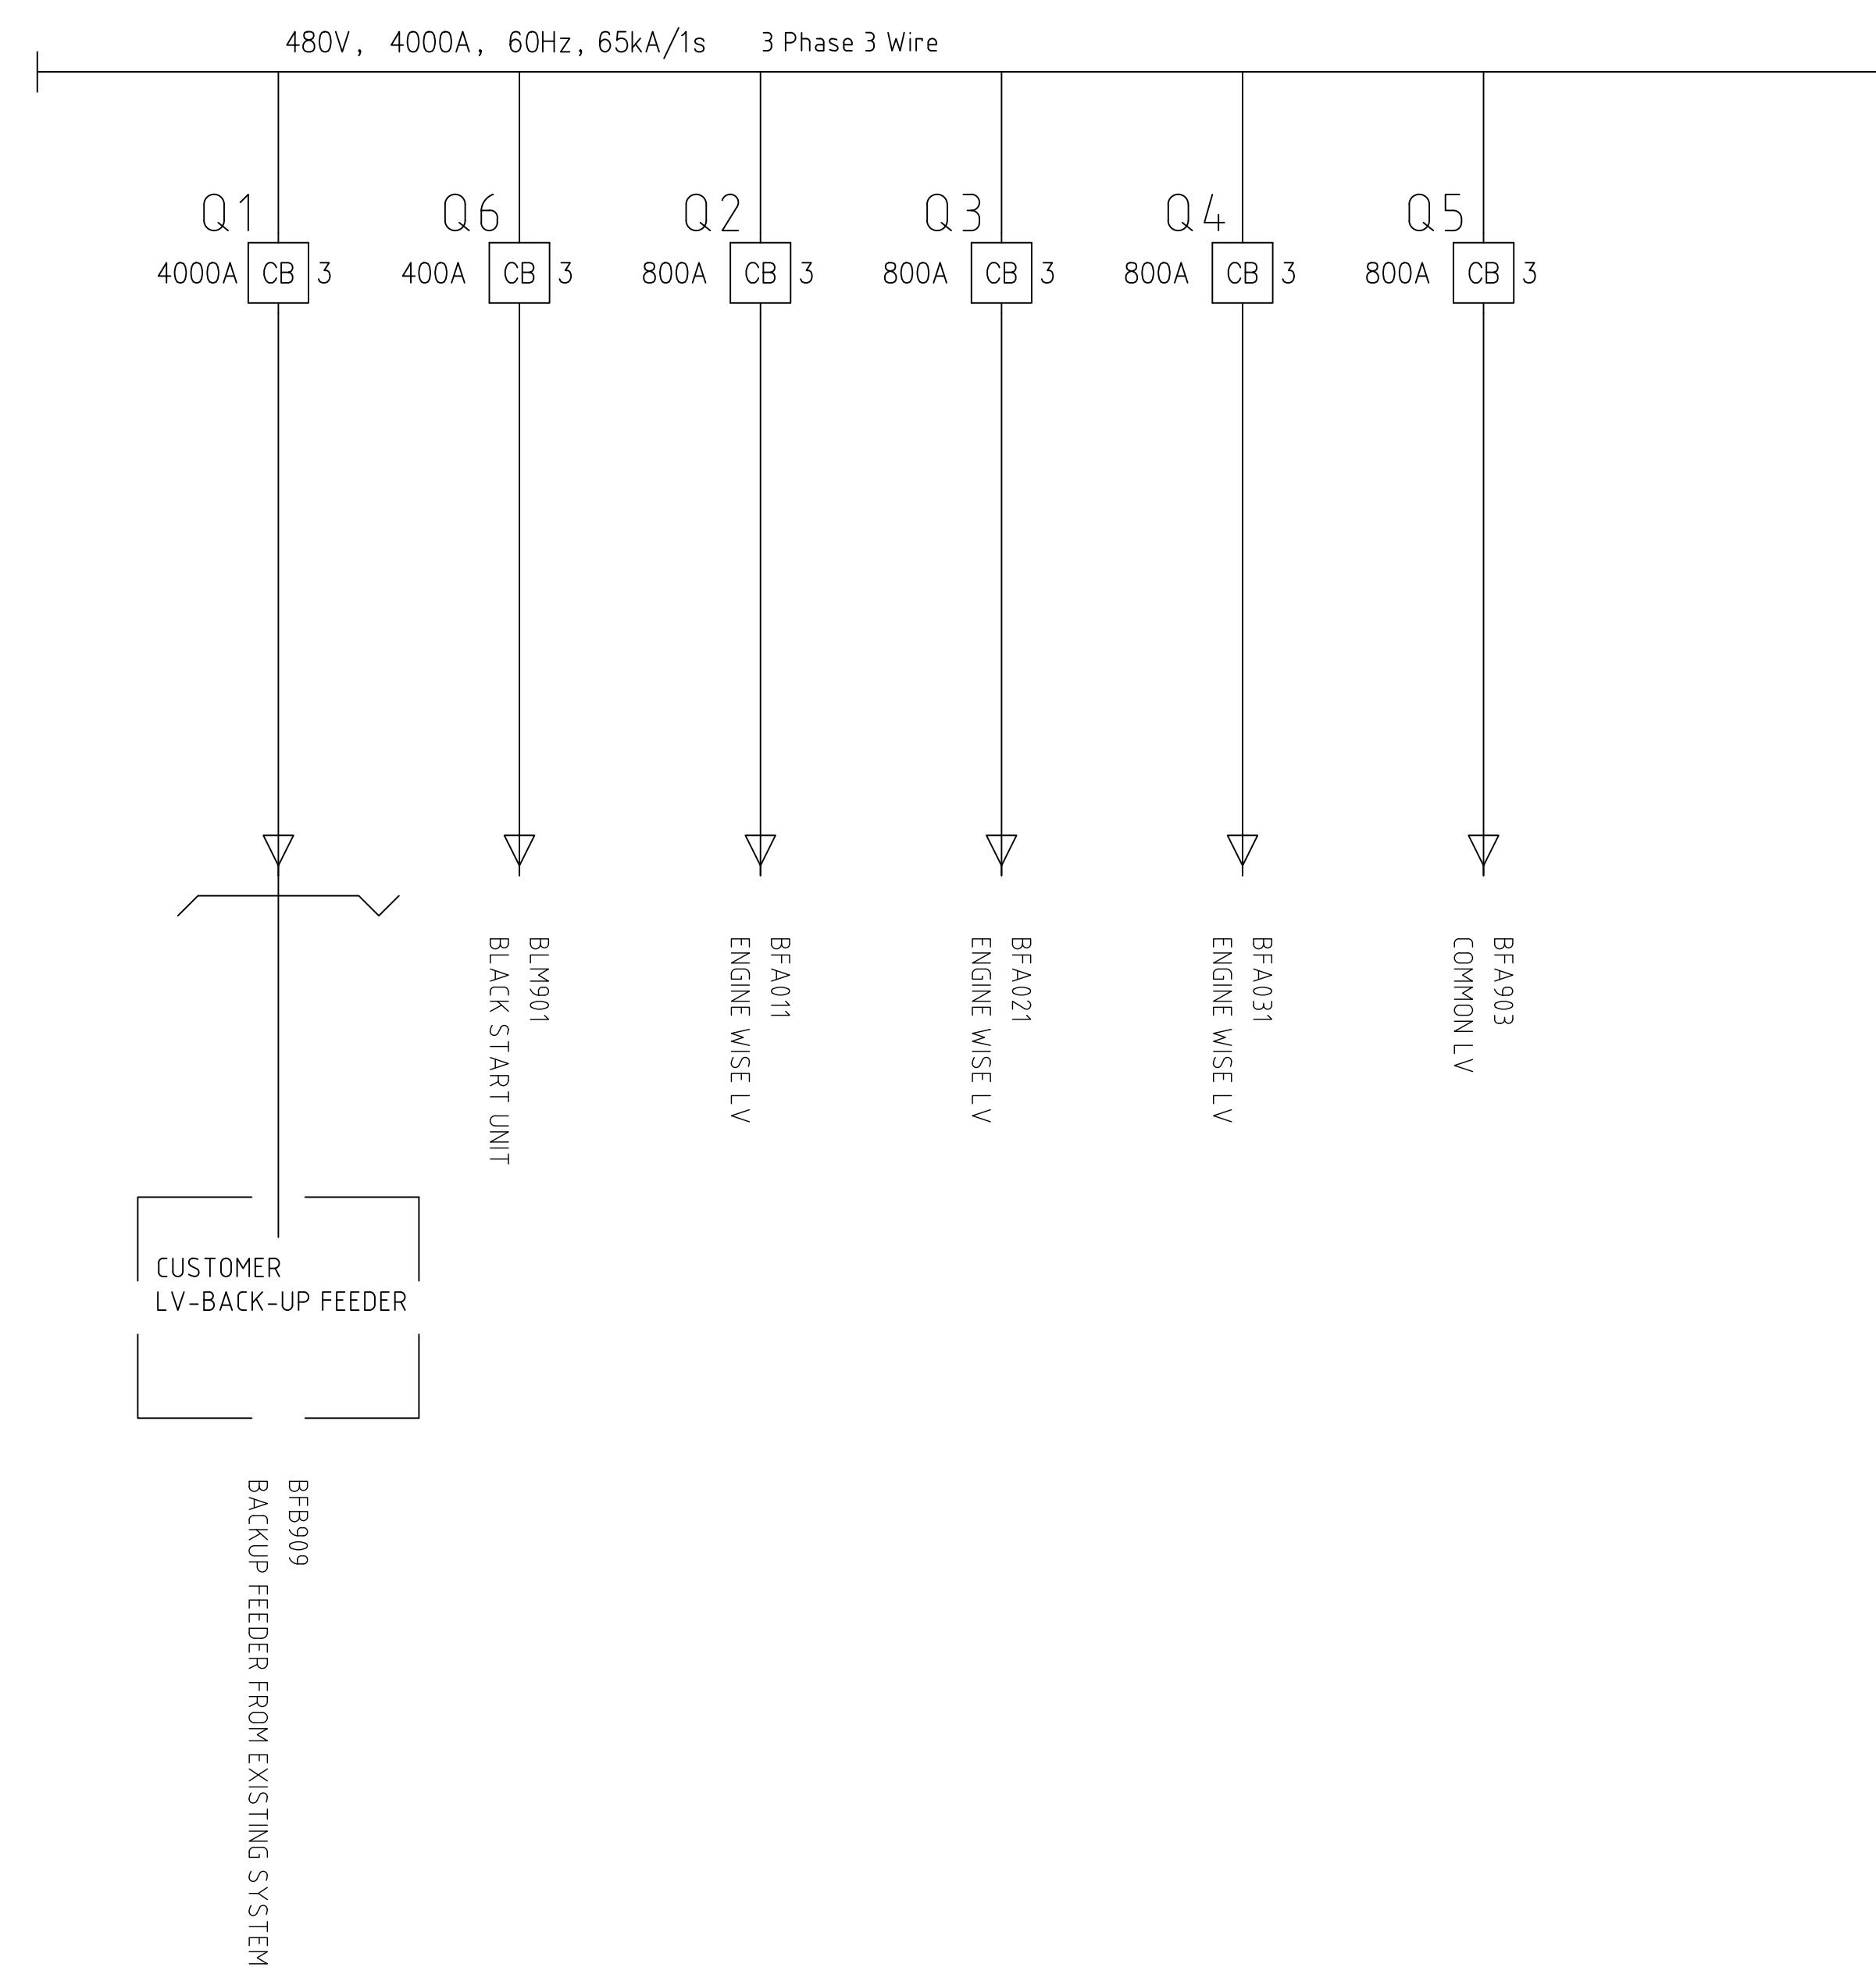 480V, 4000A, 60Hz, 65kA/1s 3 Phase 3 Wire
Q1
4000A CB 3
Q6
400A CB 3
Q2
800A CB 3
Q3
800A CB 3
Q4
800A CB 3
Q5
800A CB 3
BLM901
BLACK START UNIT
BFA011
ENGINE WISE LV
BFA021
ENGINE WISE LV
BFA031
ENGINE WISE LV
BFA903
COMMON LV
CUSTOMER
LV-BACK-UP FEEDER
BFB909
BACKUP FEEDER FROM EXISTING SYSTEM